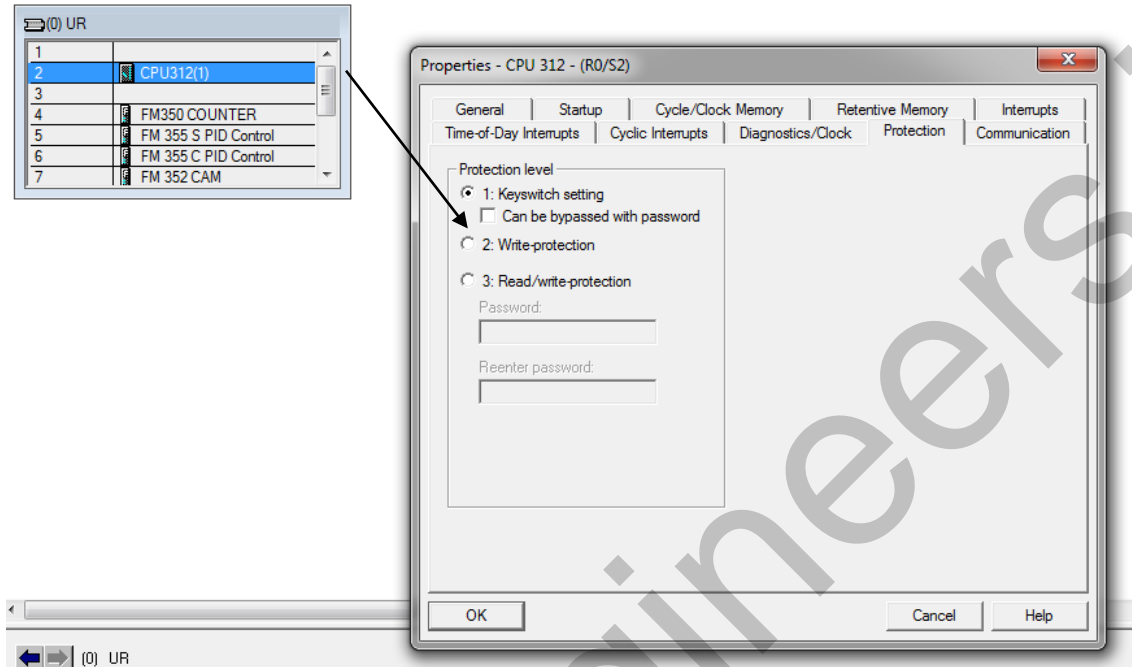 (0) UR
1
2 CPU312(1)
3
4 FM350 COUNTER
5 FM 355 S PID Control
6 FM 355 C PID Control
7 FM 352 CAM
Properties - CPU 312 - (R0/S2)
General Startup Cycle/Clock Memory Retentive Memory Interrupts
Time-of-Day Interrupts Cyclic Interrupts Diagnostics/Clock Protection Communication
Protection level
1: Keyswitch setting
Can be bypassed with password
2: Write-protection
3: Read/write-protection
Password:
Reenter password:
OK Cancel Help
(0) UR